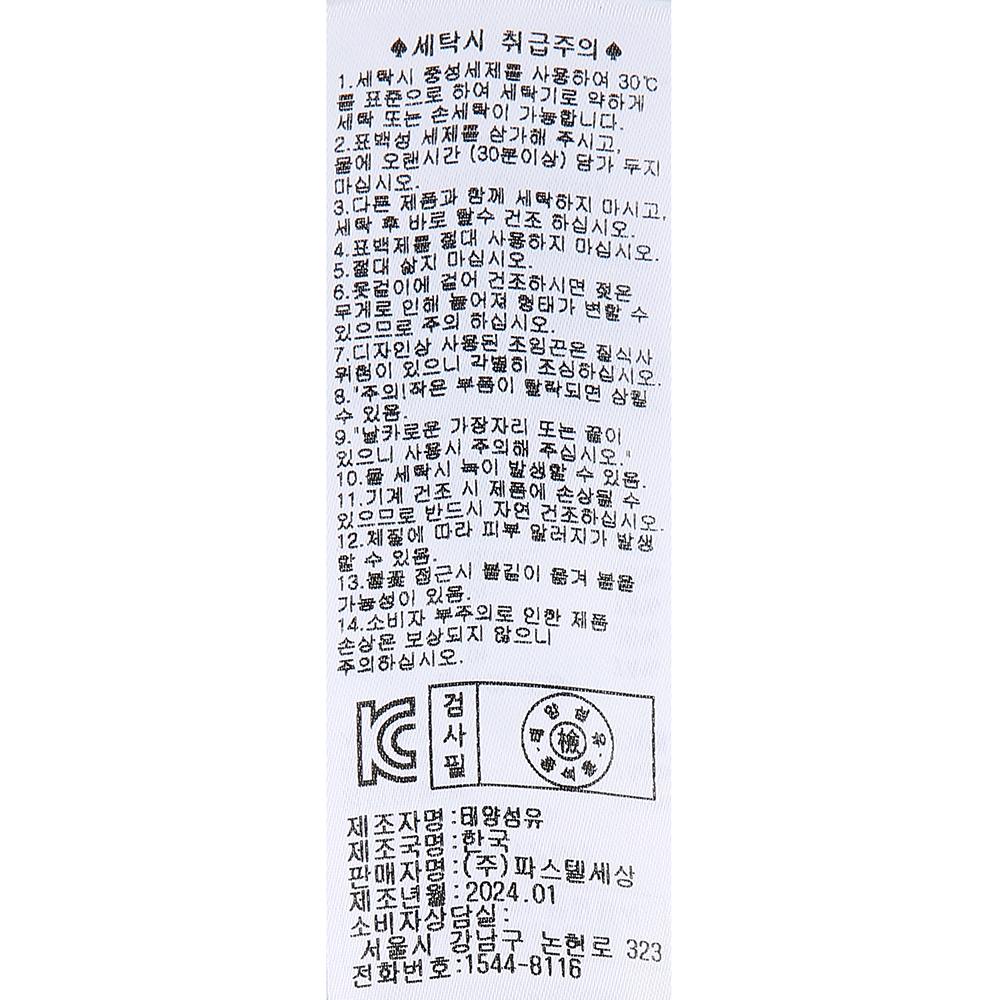 ♠세탁시 취급주의♠
1.세탁시 중성세제를 사용하여 30℃
를 표준으로 하여 세탁기로 약하게
세탁 또는 손세탁이 가능합니다.
2.표백성 세제를 삼가해 주시고,
물에 오랜시간 (30분이상) 담가 두지
마십시오.
3.다른 제품과 함께 세탁하지 마시고,
세탁 후 바로 탈수 건조 하십시오.
4.표백제를 절대 사용하지 마십시오.
5.절대 삶지 마십시오.
6.옷걸이에 걸어 건조하시면 젖은
무게로 인해 늘어져 형태가 변할 수
있으므로 주의 하십시오.
7.디자인상 사용된 조임끈은 질식사
위험이 있으니 각별히 조심하십시오.
8."주의!작은 부품이 탈락되면 삼킬
수 있음.
9."날카로운 가장자리 또는 끝이
있으니 사용시 주의해 주십시오."
10.물 세탁시 녹이 발생할 수 있음.
11.기계 건조 시 제품에 손상될 수
있으므로 반드시 자연 건조하십시오.
12.체질에 따라 피부 알러지가 발생
할 수 있음.
13.불꽃 접근시 불길이 옮겨 붙을
가능성이 있음.
14.소비자 부주의로 인한 제품
손상은 보상되지 않으니
주의하십시오.
KC
검사필
檢
제조자명:태양섬유
제조국명:한국
판매자명:(주)파스텔세상
제조년월:2024.01
소비자상담실:
서울시 강남구 논현로 323
전화번호:1544-8116